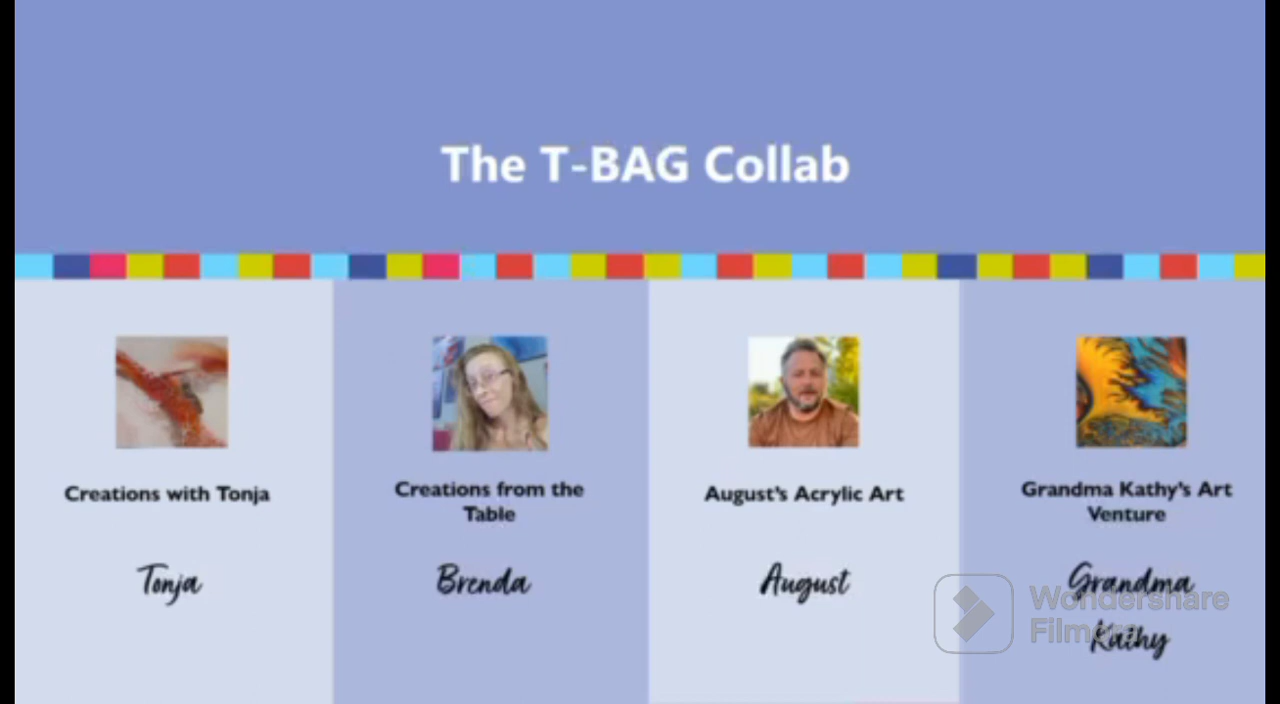 The T-BAG Collab
Creations with Tonja
Creations from the
Table
August's Acrylic Art
Grandma Kathy's Art
Venture
Tonja
Brenda
August
Grandma
Kathy
Wondershare
Filmora